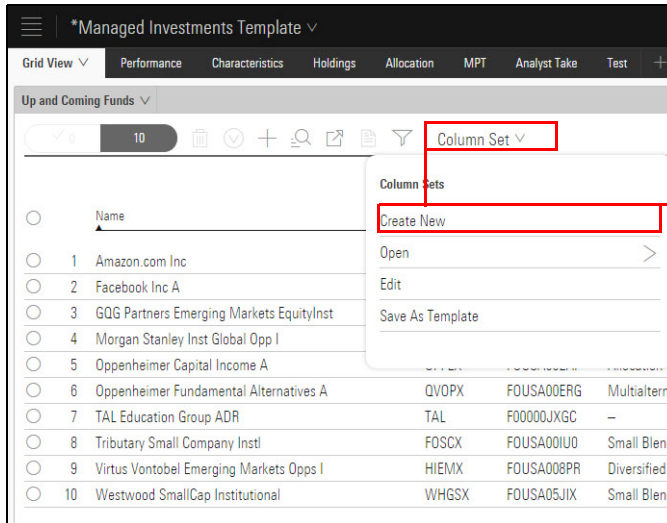 *Managed Investments Template
Grid View Performance Characteristics Holdings Allocation MPT Analyst Take Test +
Up and Coming Funds
0 10 Column Set
Column Sets
Create New
Open
Edit
Save As Template
Name
1 Amazon.com Inc
2 Facebook Inc A
3 GQG Partners Emerging Markets EquityInst
4 Morgan Stanley Inst Global Opp I
5 Oppenheimer Capital Income A
6 Oppenheimer Fundamental Alternatives A QVOPX FOUSA00ERG Multialtern
7 TAL Education Group ADR TAL F00000JXGC –
8 Tributary Small Company Instl FOSCX FOUSA00IU0 Small Blen
9 Virtus Vontobel Emerging Markets Opps I HIEMX FOUSA008PR Diversified
10 Westwood SmallCap Institutional WHGSX FOUSA05JIX Small Blen